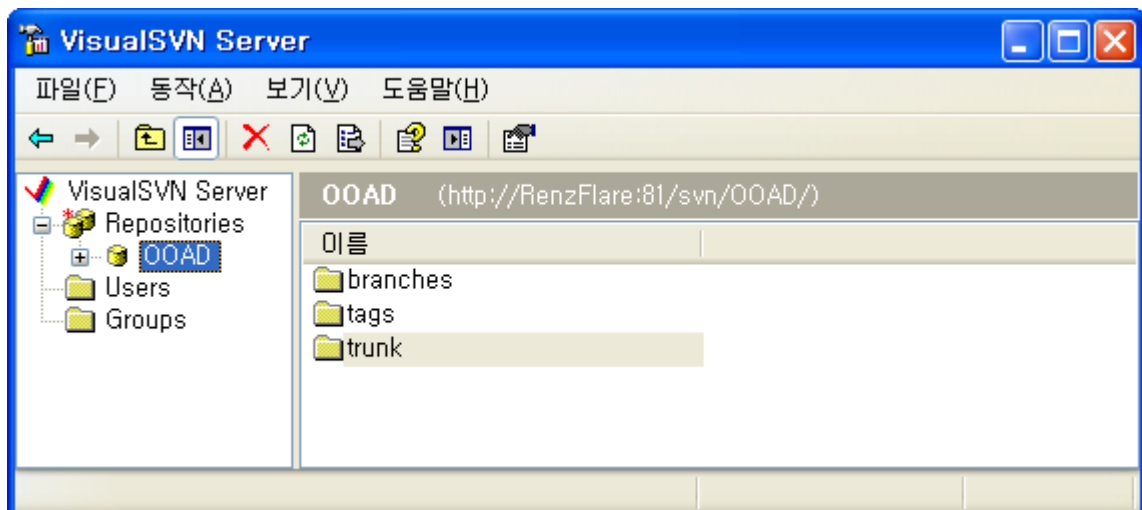 VisualSVN Server
파일(F) 동작(A) 보기(V) 도움말(H)
VisualSVN Server
Repositories
OOAD
Users
Groups
OOAD (http://RenzFlare:81/svn/OOAD/)
이름
branches
tags
trunk